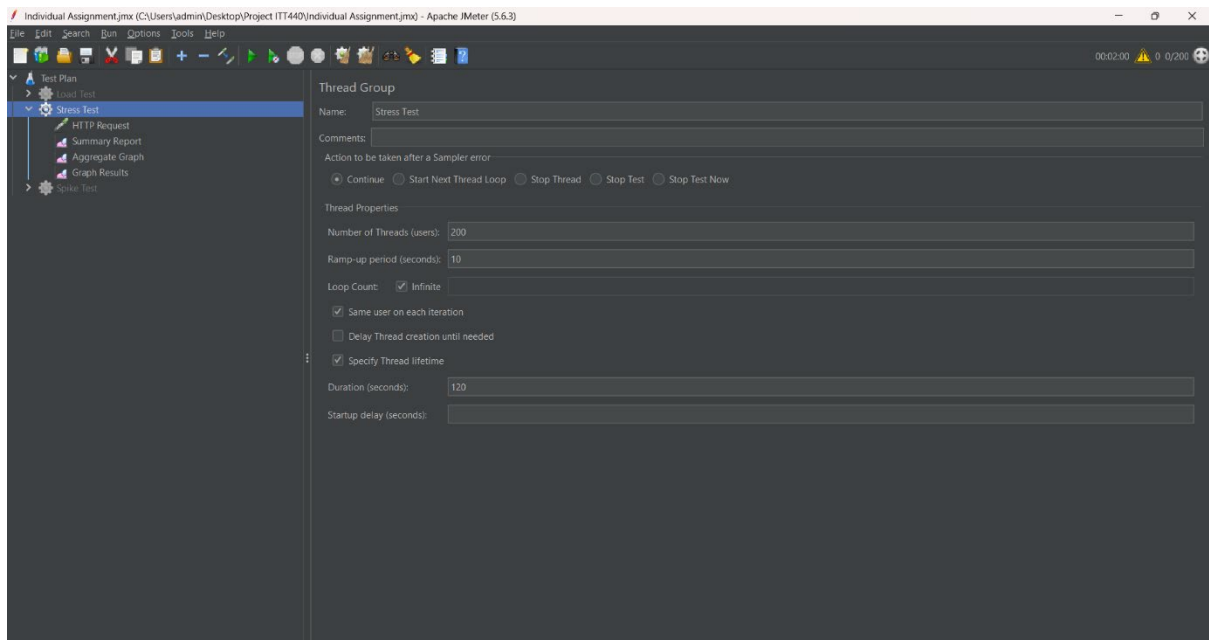 Individual Assignment.jmx (C:\Users\admin\Desktop\Project ITT440\Individual Assignment.jmx) - Apache JMeter (5.6.3)
File Edit Search Run Options Tools Help
00:02:00 0 0/200
Test Plan
Load Test
Stress Test
HTTP Request
Summary Report
Aggregate Graph
Graph Results
Spike Test
Thread Group
Name: Stress Test
Comments:
Action to be taken after a Sampler error
Continue Start Next Thread Loop Stop Thread Stop Test Stop Test Now
Thread Properties
Number of Threads (users): 200
Ramp-up period (seconds): 10
Loop Count: Infinite
Same user on each iteration
Delay Thread creation until needed
Specify Thread lifetime
Duration (seconds): 120
Startup delay (seconds):